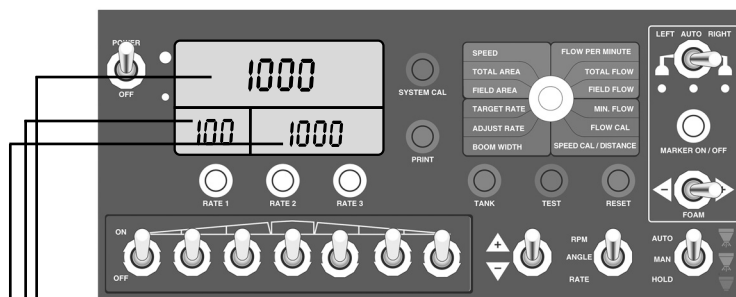 POWER
OFF
1000
100
1000
SYSTEM CAL
PRINT
RATE 1
RATE 2
RATE 3
SPEED
TOTAL AREA
FIELD AREA
TARGET RATE
ADJUST RATE
BOOM WIDTH
FLOW PER MINUTE
TOTAL FLOW
FIELD FLOW
MIN. FLOW
FLOW CAL
SPEED CAL / DISTANCE
TANK
TEST
RESET
LEFT AUTO RIGHT
MARKER ON / OFF
− +
FOAM
ON
OFF
+
−
RPM
ANGLE
RATE
AUTO
MAN
HOLD